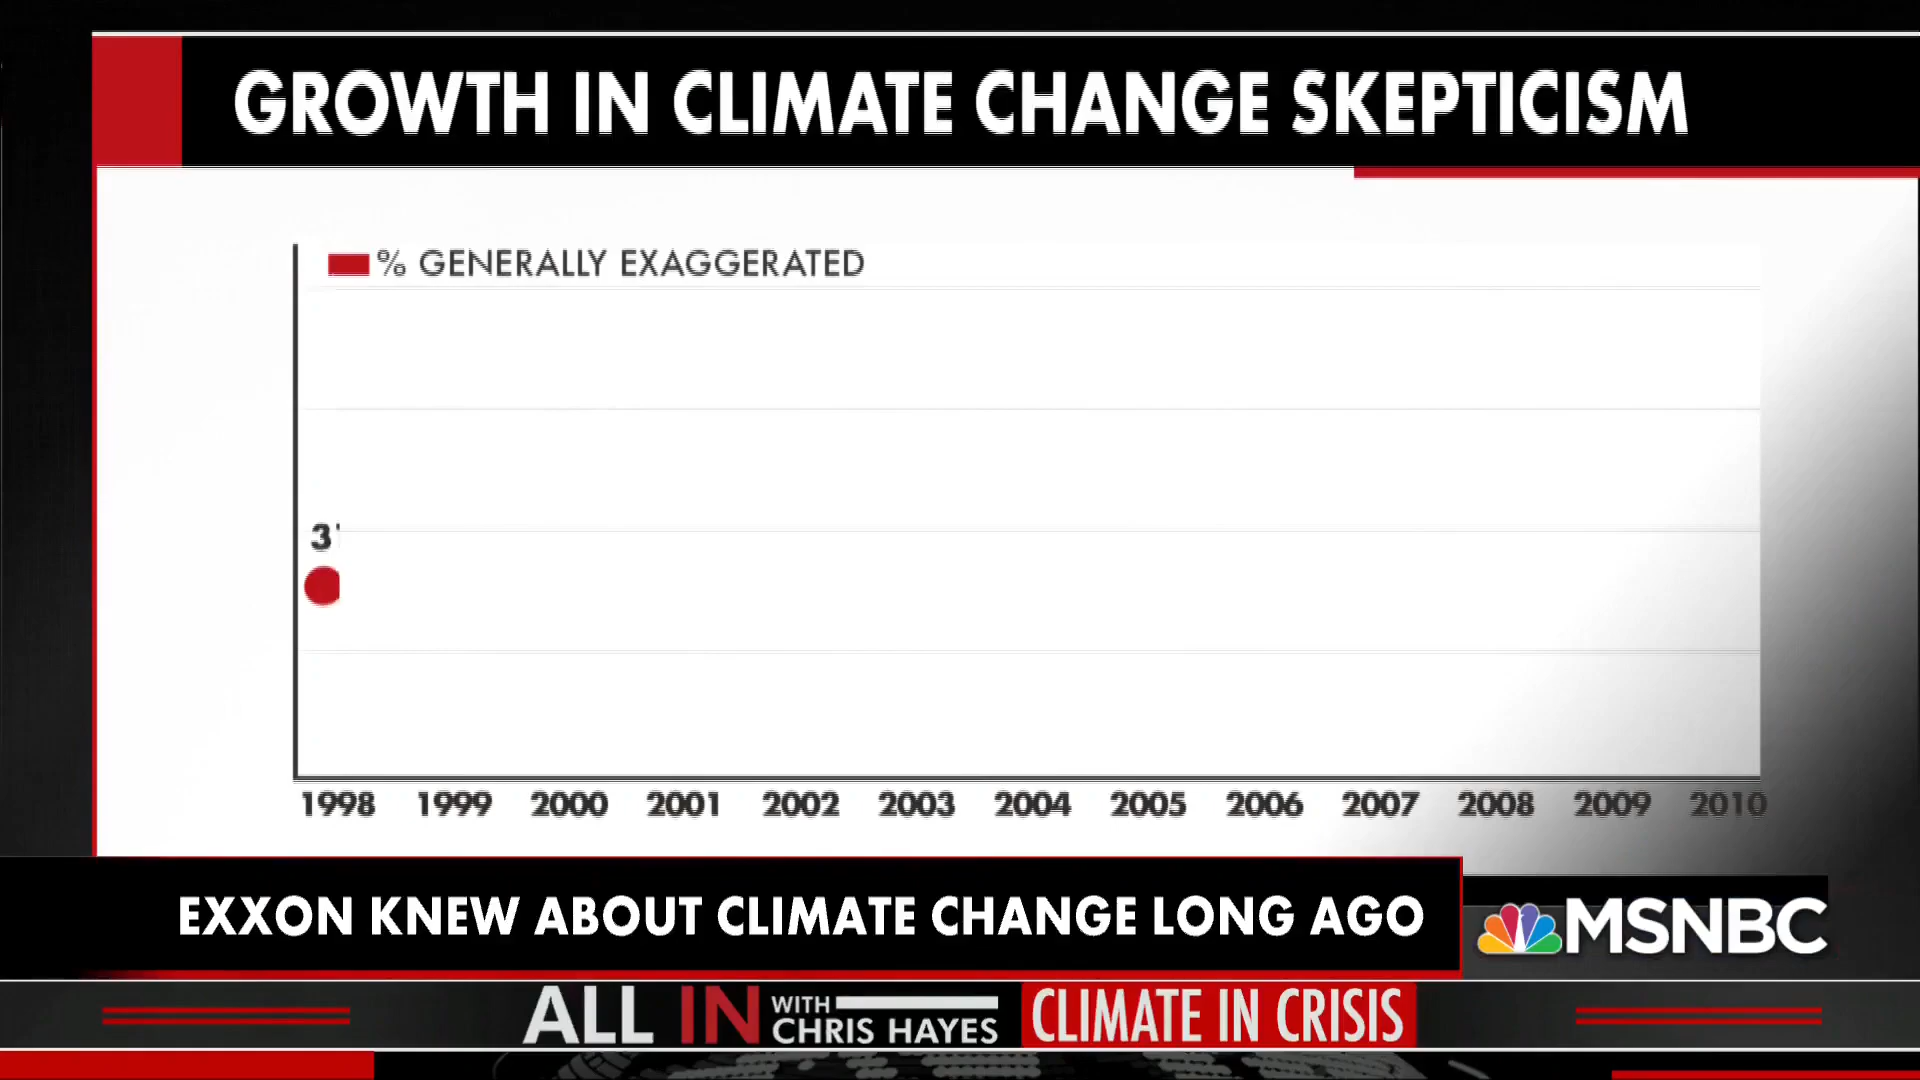 GROWTH IN CLIMATE CHANGE SKEPTICISM
% GENERALLY EXAGGERATED
3
1998 1999 2000 2001 2002 2003 2004 2005 2006 2007 2008 2009 2010
EXXON KNEW ABOUT CLIMATE CHANGE LONG AGO
MSNBC
ALL IN WITH CHRIS HAYES CLIMATE IN CRISIS